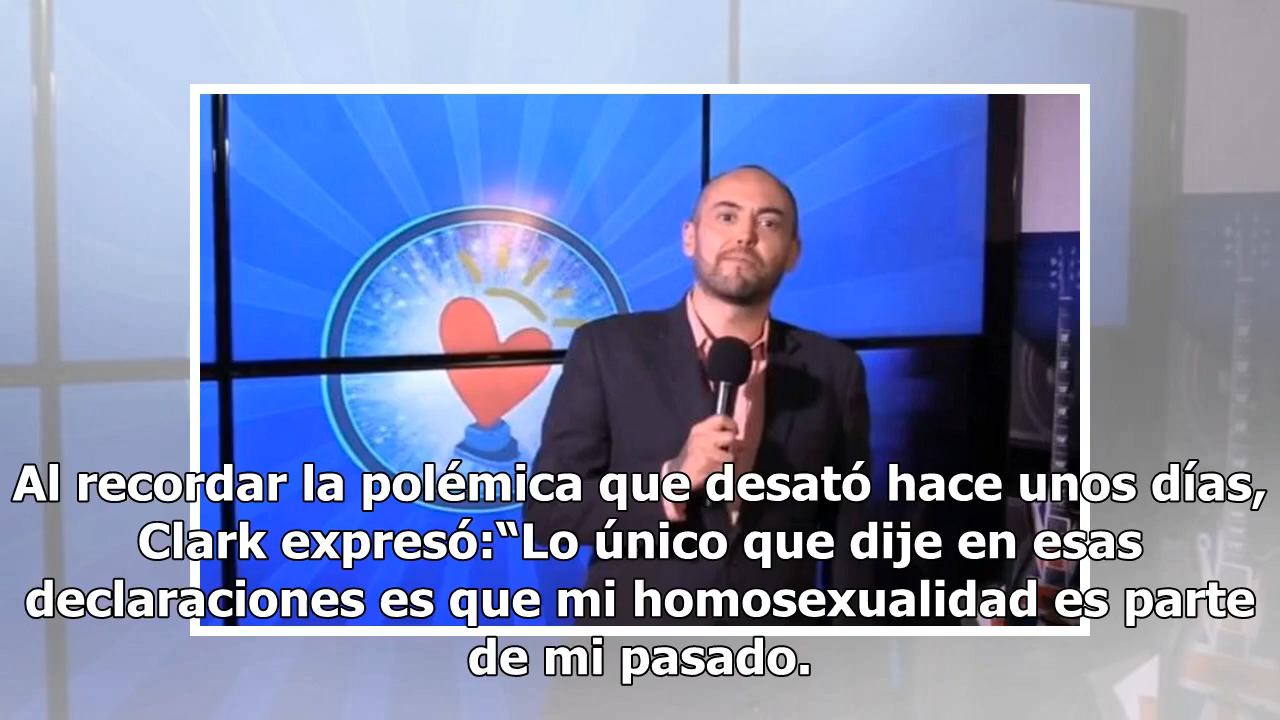 Al recordar la polémica que desató hace unos días,
Clark expresó:“Lo único que dije en esas
declaraciones es que mi homosexualidad es parte
de mi pasado.